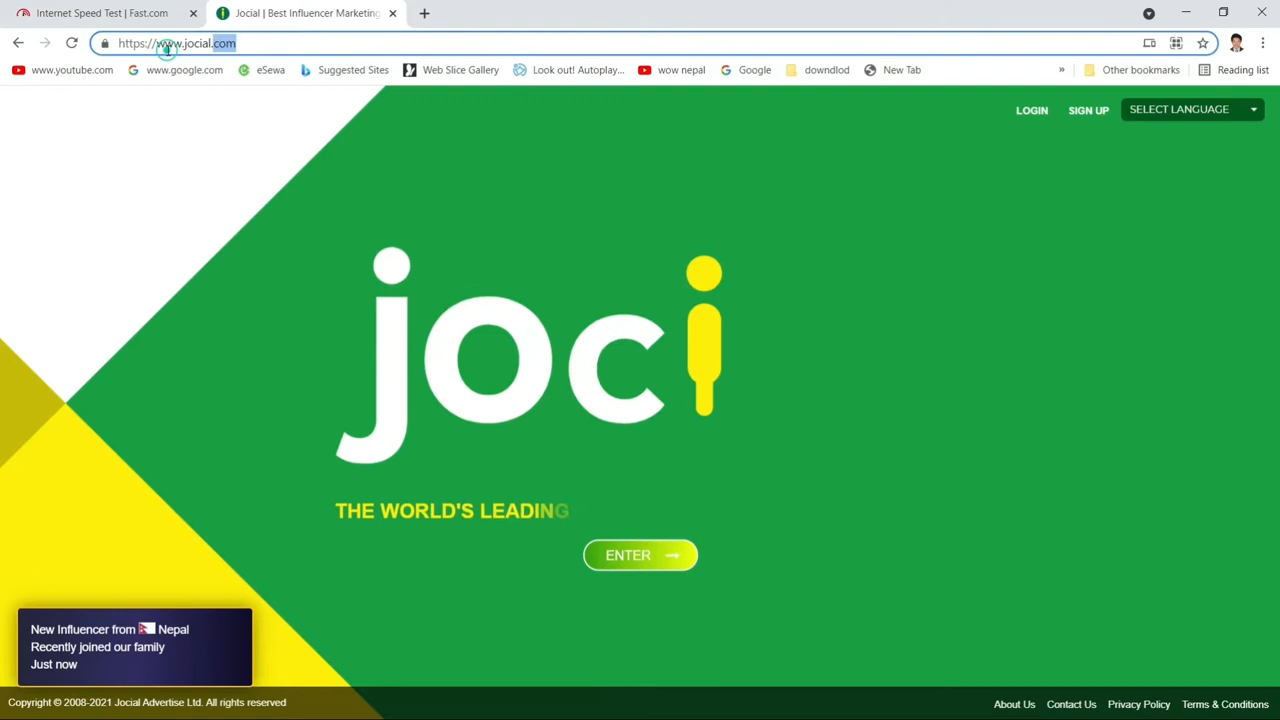 Internet Speed Test | Fast.com
Jocial | Best Influencer Marketing
https://www.jocial.com
www.youtube.com
www.google.com
eSewa
Suggested Sites
Web Slice Gallery
Look out! Autoplay...
wow nepal
Google
downdlod
New Tab
»
Other bookmarks
Reading list
LOGIN
SIGN UP
SELECT LANGUAGE
joci
THE WORLD'S LEADING
ENTER →
New Influencer from Nepal
Recently joined our family
Just now
Copyright © 2008-2021 Jocial Advertise Ltd. All rights reserved
About Us
Contact Us
Privacy Policy
Terms & Conditions